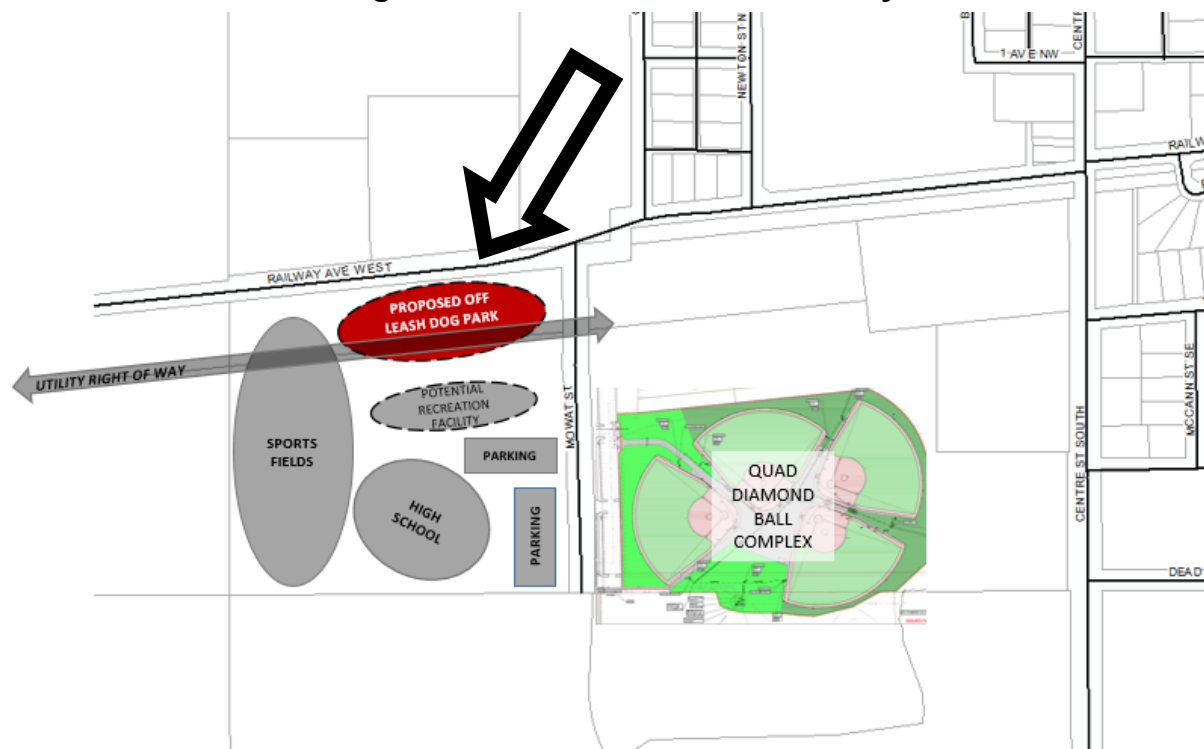 1 AV E NW
NEWTON ST N
RAILWAY AVE WEST
PROPOSED OFF
LEASH DOG PARK
UTILITY RIGHT OF WAY
POTENTIAL
RECREATION
FACILITY
MOWAT ST
SPORTS
FIELDS
PARKING
HIGH
SCHOOL
PARKING
QUAD
DIAMOND
BALL
COMPLEX
CENTRE ST SOUTH
MCCANN ST SE
DEAD